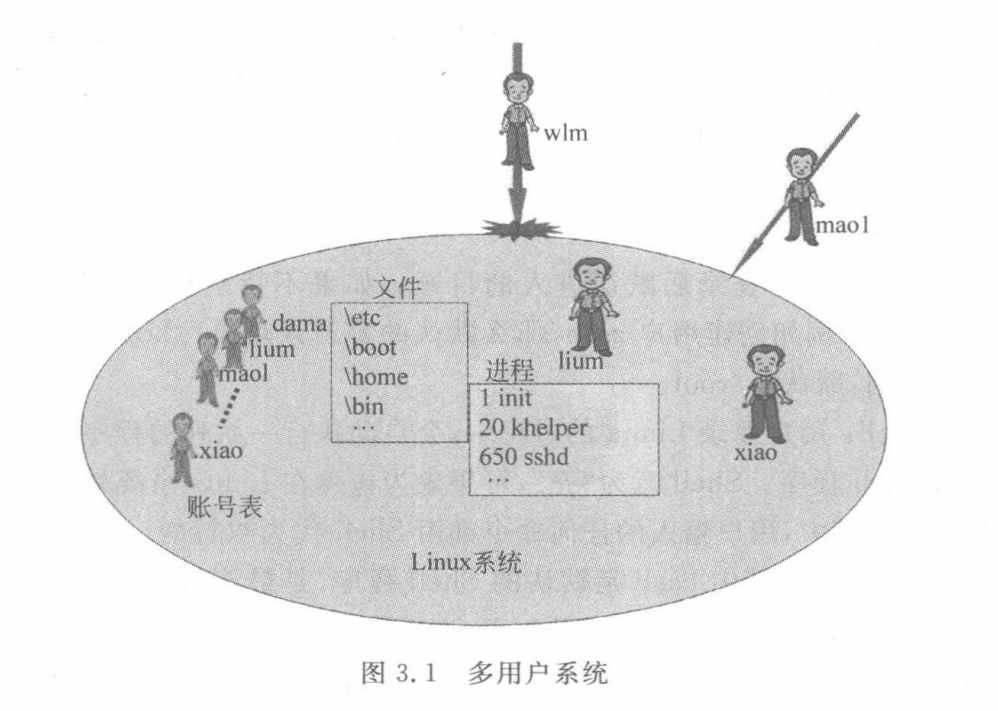 wlm
maol
文件
\etc
\boot
\home
\bin
…
dama
lium
maol
xiao
账号表
lium
进程
1 init
20 khelper
650 sshd
…
xiao
Linux系统
图 3.1 多用户系统